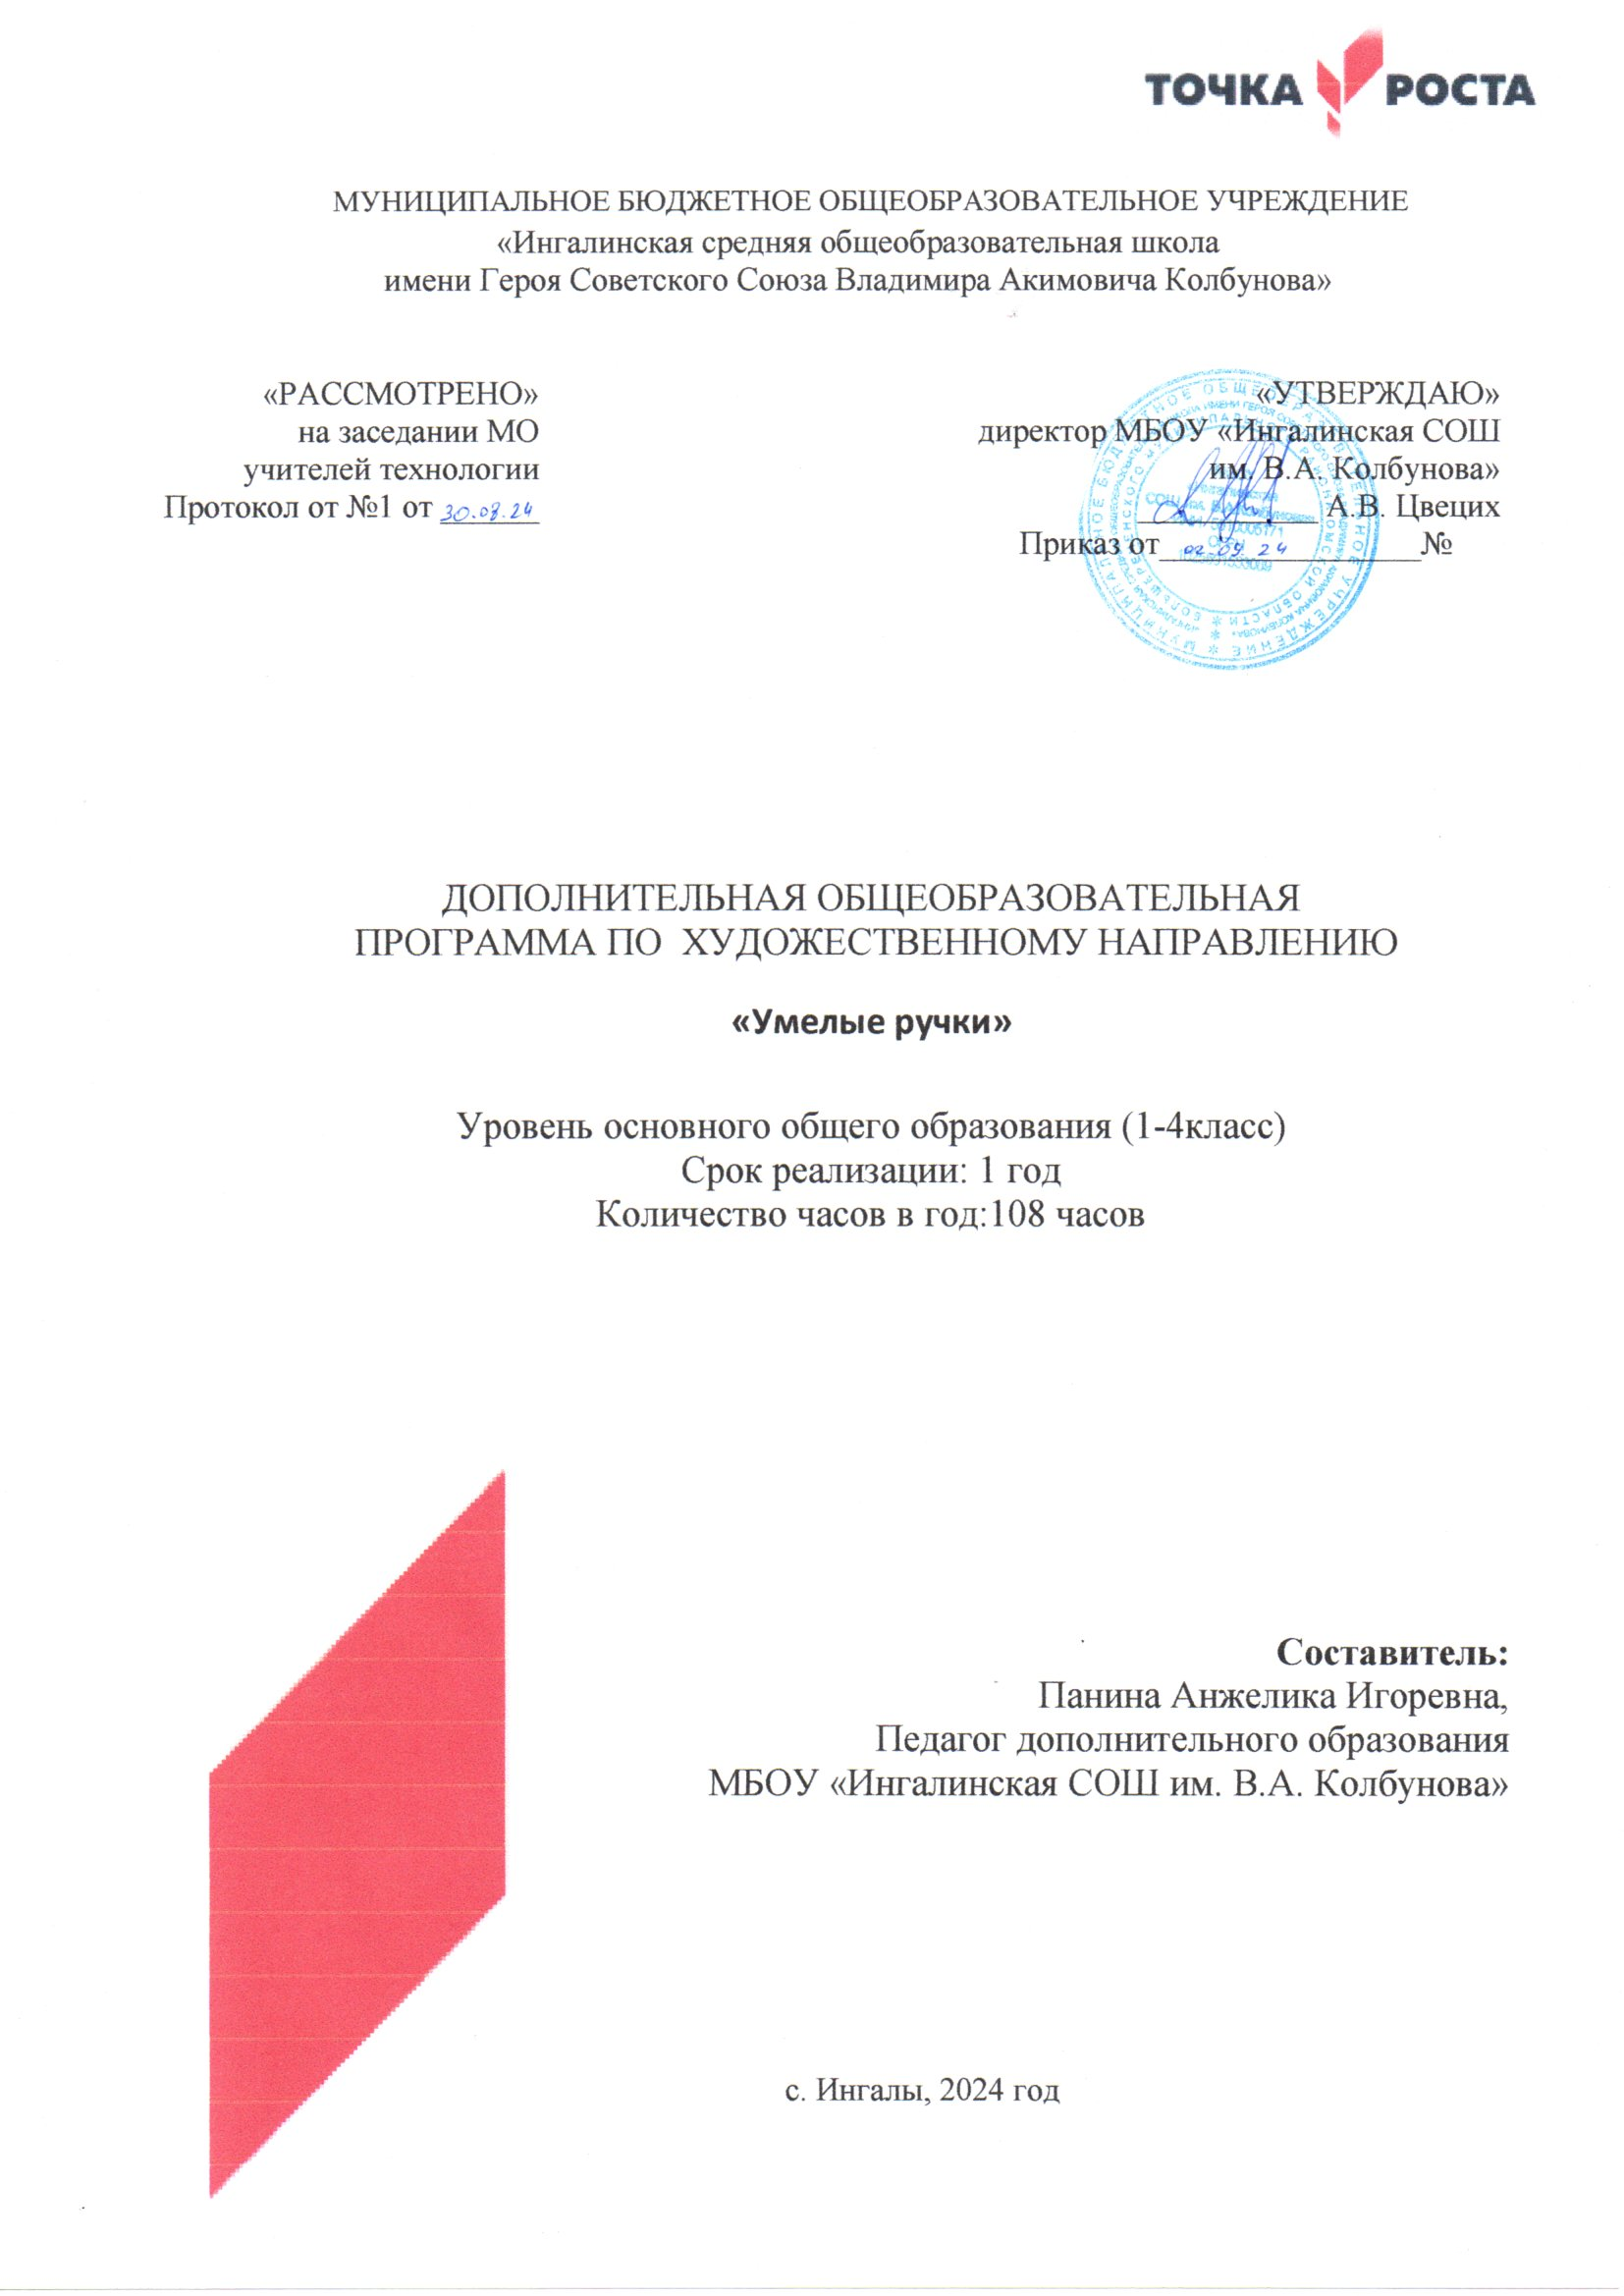 ТОЧКА РОСТА
МУНИЦИПАЛЬНОЕ БЮДЖЕТНОЕ ОБЩЕОБРАЗОВАТЕЛЬНОЕ УЧРЕЖДЕНИЕ
«Ингалинская средняя общеобразовательная школа
имени Героя Советского Союза Владимира Акимовича Колбунова»
«РАССМОТРЕНО»
на заседании МО
учителей технологии
Протокол от №1 от 30.08.24
«УТВЕРЖДАЮ»
директор МБОУ «Ингалинская СОШ
им. В.А. Колбунова»
А.В. Цвецих
Приказ от 02.09.24 №
ДОПОЛНИТЕЛЬНАЯ ОБЩЕОБРАЗОВАТЕЛЬНАЯ
ПРОГРАММА ПО ХУДОЖЕСТВЕННОМУ НАПРАВЛЕНИЮ
«Умелые ручки»
Уровень основного общего образования (1-4класс)
Срок реализации: 1 год
Количество часов в год:108 часов
Составитель:
Панина Анжелика Игоревна,
Педагог дополнительного образования
МБОУ «Ингалинская СОШ им. В.А. Колбунова»
с. Ингалы, 2024 год